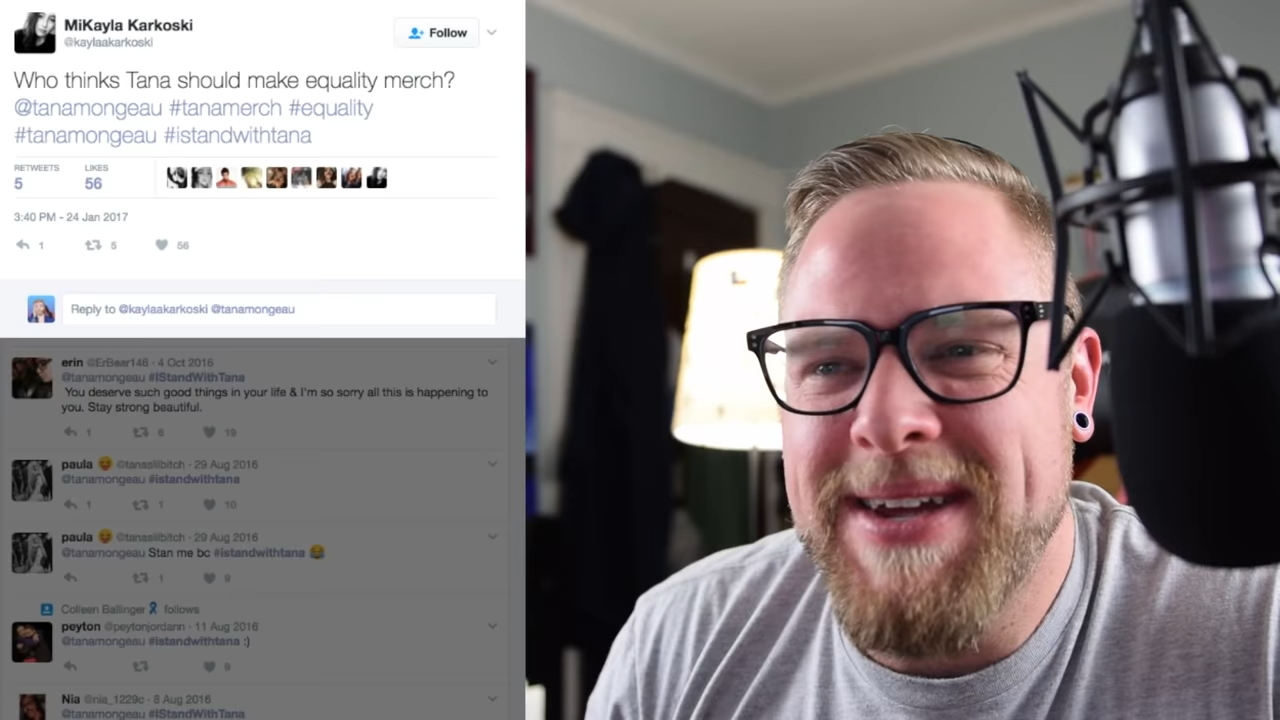 MiKayla Karkoski
@kaylaakarkoski
Follow
Who thinks Tana should make equality merch?
@tanamongeau #tanamerch #equality
#tanamongeau #istandwithtana
RETWEETS LIKES
5 56
3:40 PM - 24 Jan 2017
1 5 56
Reply to @kaylaakarkoski @tanamongeau
erin @ErBear146 · 4 Oct 2016
@tanamongeau #IStandWithTana
You deserve such good things in your life & I'm so sorry all this is happening to
you. Stay strong beautiful.
1 6 19
paula 😝 @tanaslilbitch · 29 Aug 2016
@tanamongeau #istandwithtana
1 1 10
paula 😝 @tanaslilbitch · 29 Aug 2016
@tanamongeau Stan me bc #istandwithtana 😂
1 9
Colleen Ballinger 🎗 follows
peyton @peytonjordann · 11 Aug 2016
@tanamongeau #istandwithtana :)
9
Nia @nia_1229c · 8 Aug 2016
@tanamongeau #IStandWithTana